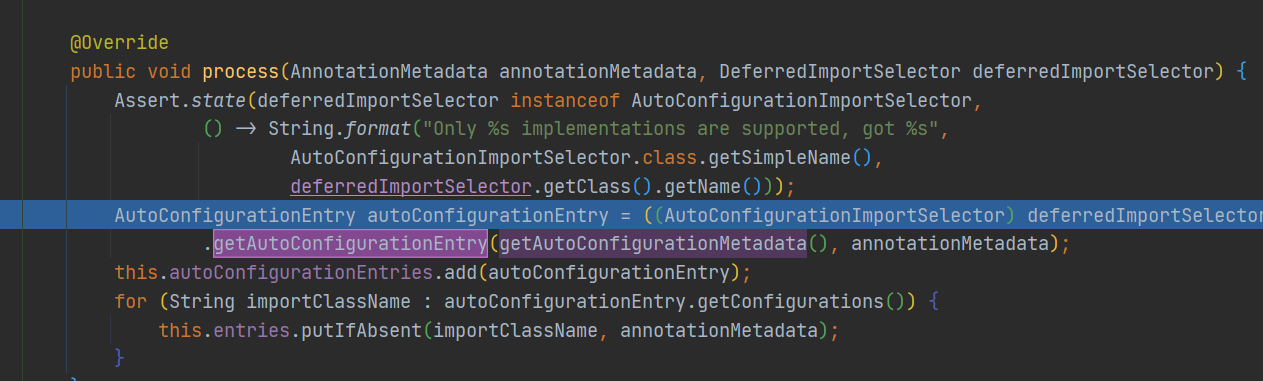 @Override
public void process(AnnotationMetadata annotationMetadata, DeferredImportSelector deferredImportSelector) {
Assert.state(deferredImportSelector instanceof AutoConfigurationImportSelector,
() -> String.format("Only %s implementations are supported, got %s",
AutoConfigurationImportSelector.class.getSimpleName(),
deferredImportSelector.getClass().getName()));
AutoConfigurationEntry autoConfigurationEntry = ((AutoConfigurationImportSelector) deferredImportSelector
.getAutoConfigurationEntry(getAutoConfigurationMetadata(), annotationMetadata);
this.autoConfigurationEntries.add(autoConfigurationEntry);
for (String importClassName : autoConfigurationEntry.getConfigurations()) {
this.entries.putIfAbsent(importClassName, annotationMetadata);
}